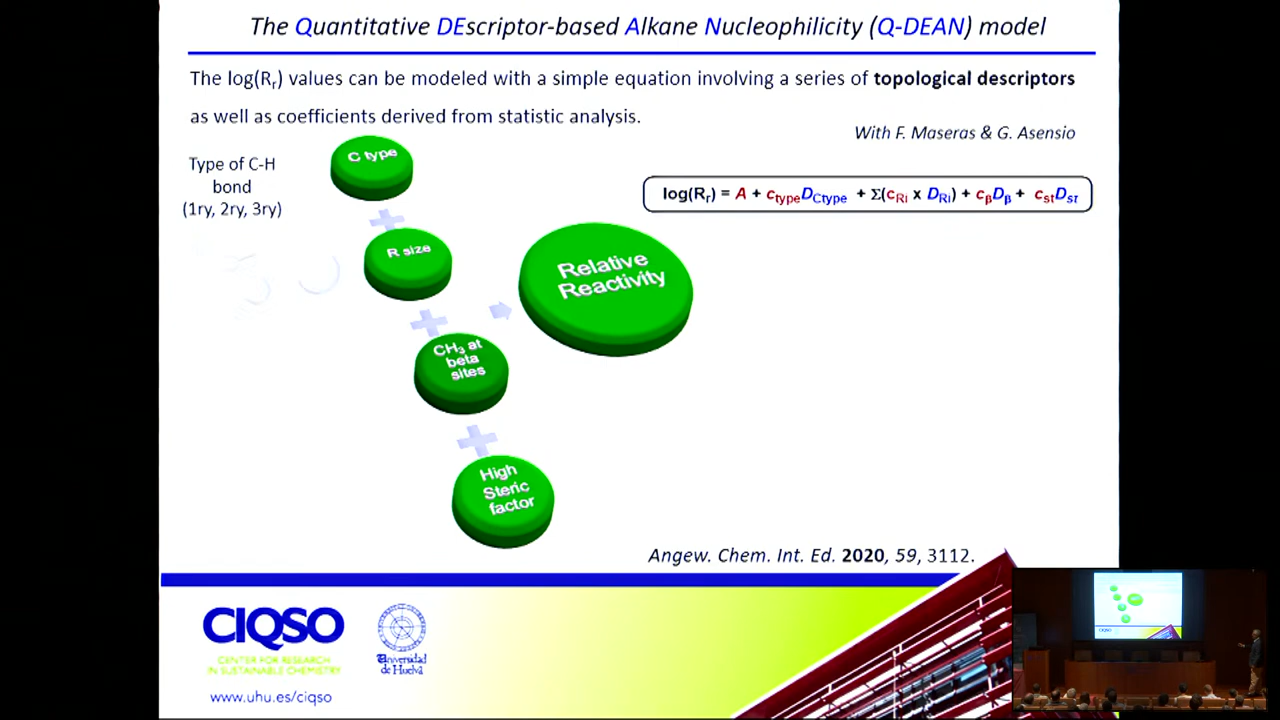 The Quantitative DEscriptor-based Alkane Nucleophilicity (Q-DEAN) model
The log(Rr) values can be modeled with a simple equation involving a series of topological descriptors
as well as coefficients derived from statistic analysis.
With F. Maseras & G. Asensio
Type of C-H
bond
(1ry, 2ry, 3ry)
C type
log(Rr) = A + ctypeDCtype + Σ(cRi x DRi) + cβDβ + cstDst
R size
Relative
Reactivity
CH3 at
beta
sites
High
Steric
factor
Angew. Chem. Int. Ed. 2020, 59, 3112.
CIQSO
CENTER FOR RESEARCH
IN SUSTAINABLE CHEMISTRY
www.uhu.es/ciqso
Universidad
de Huelva